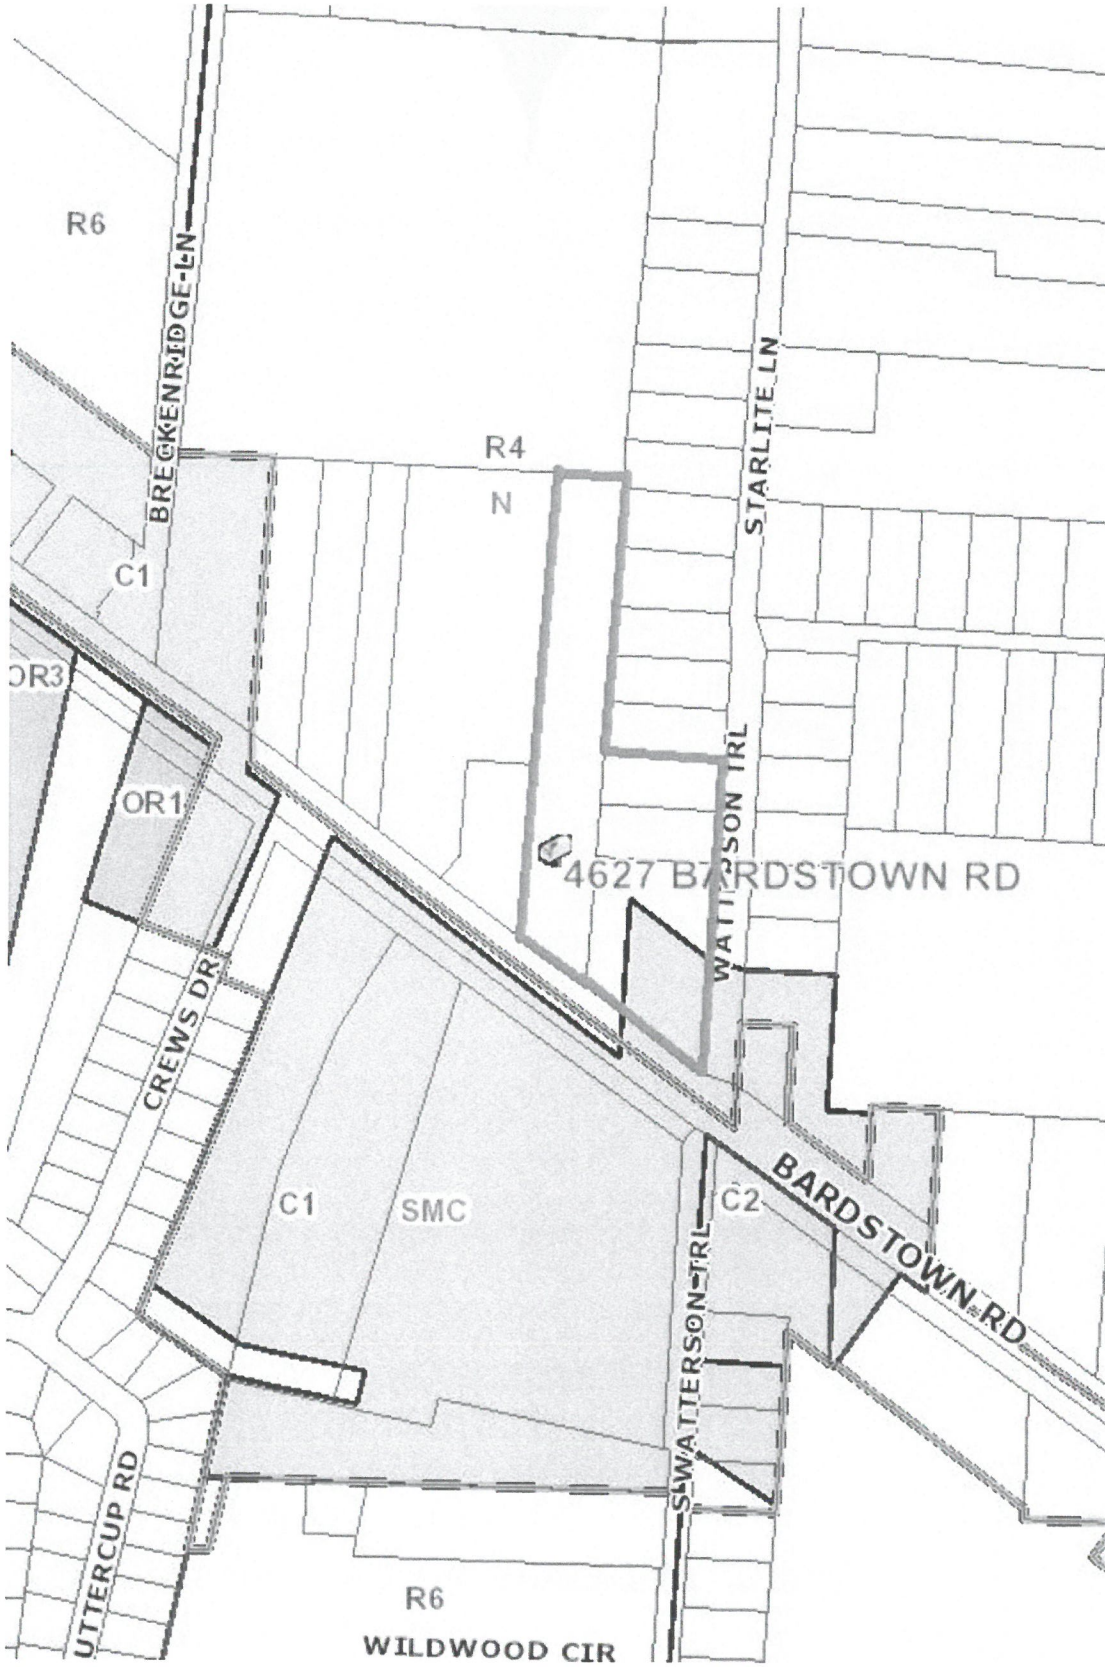 R6
BRECKENRIDGE-LN
STARLITE LN
R4
N
C1
OR3
OR1
WATTERSON TRL
4627 BARDSTOWN RD
CREWS DR
C1
SMC
C2
BARDSTOWN RD
S-WATTERSON-TRL
UTTERCUP RD
R6
WILDWOOD CIR